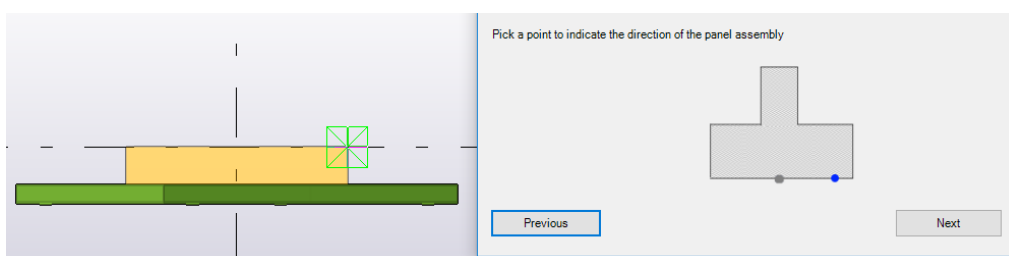 Pick a point to indicate the direction of the panel assembly
Previous
Next